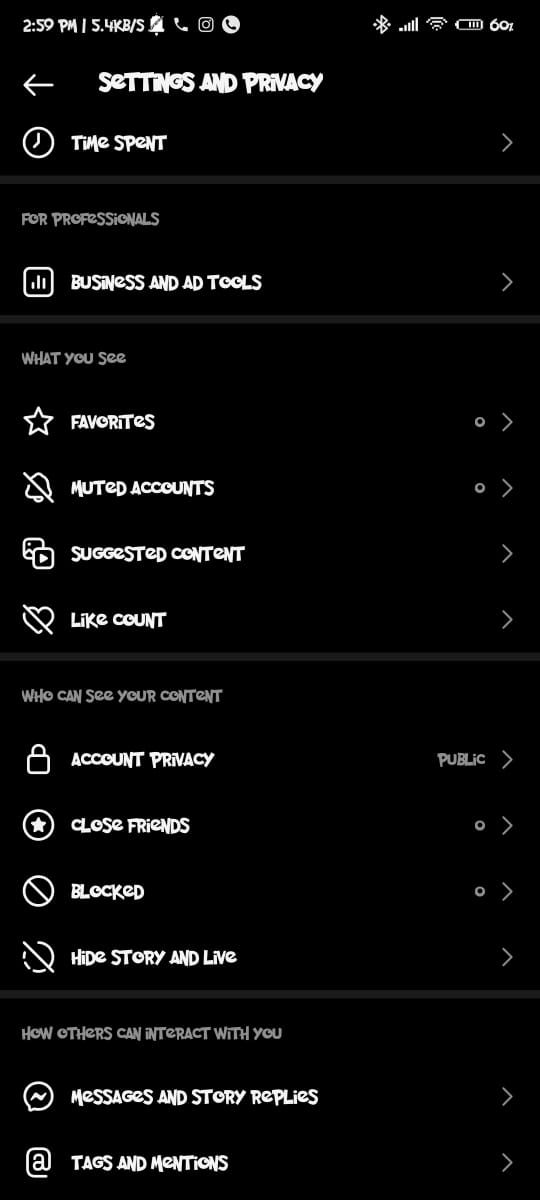 2:59 PM | 5.4KB/S 60%
Settings and privacy
Time spent
For professionals
Business and ad tools
What you see
Favorites 0
Muted accounts 0
Suggested content
Like count
Who can see your content
Account privacy Public
Close Friends 0
Blocked 0
Hide story and live
How others can interact with you
Messages and story replies
Tags and mentions